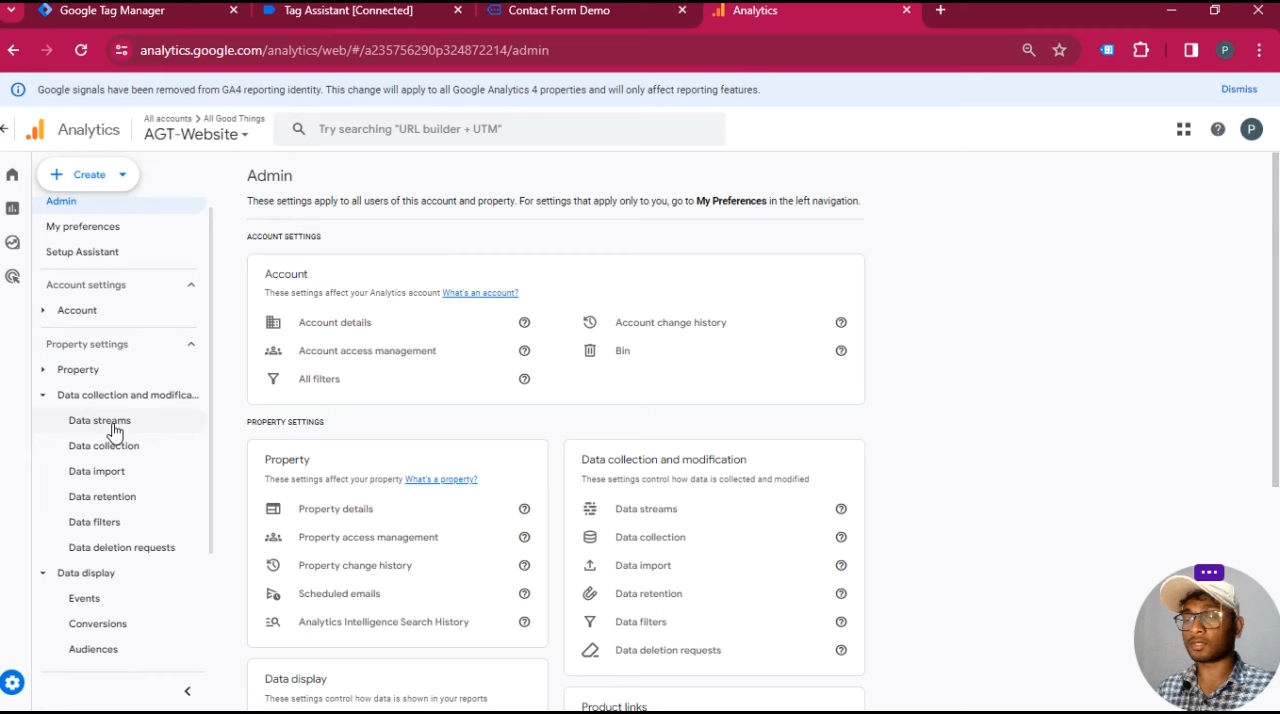 Google Tag Manager
Tag Assistant [Connected]
Contact Form Demo
Analytics
analytics.google.com/analytics/web/#/a235756290p324872214/admin
P
Google signals have been removed from GA4 reporting identity. This change will apply to all Google Analytics 4 properties and will only affect reporting features.
Dismiss
Analytics
All accounts > All Good Things
AGT-Website
Try searching "URL builder + UTM"
P
Create
Admin
My preferences
Setup Assistant
Account settings
Account
Property settings
Property
Data collection and modifica...
Data streams
Data collection
Data import
Data retention
Data filters
Data deletion requests
Data display
Events
Conversions
Audiences
Admin
These settings apply to all users of this account and property. For settings that apply only to you, go to My Preferences in the left navigation.
ACCOUNT SETTINGS
Account
These settings affect your Analytics account What's an account?
Account details
Account change history
Account access management
Bin
All filters
PROPERTY SETTINGS
Property
These settings affect your property What's a property?
Property details
Property access management
Property change history
Scheduled emails
Analytics Intelligence Search History
Data collection and modification
These settings control how data is collected and modified
Data streams
Data collection
Data import
Data retention
Data filters
Data deletion requests
Data display
These settings control how data is shown in your reports
Product links